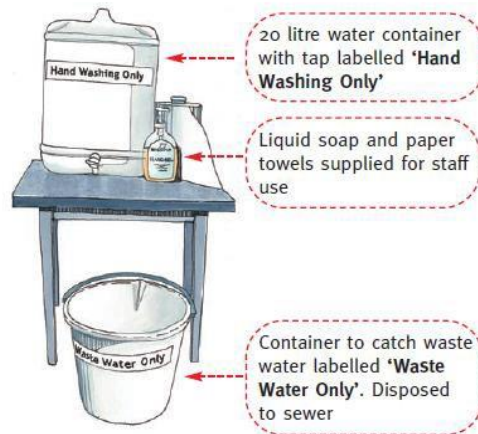 20 litre water container
with tap labelled 'Hand
Washing Only'
Hand Washing Only
Liquid soap and paper
towels supplied for staff
use
Container to catch waste
water labelled 'Waste
Water Only'. Disposed
to sewer
Waste Water Only